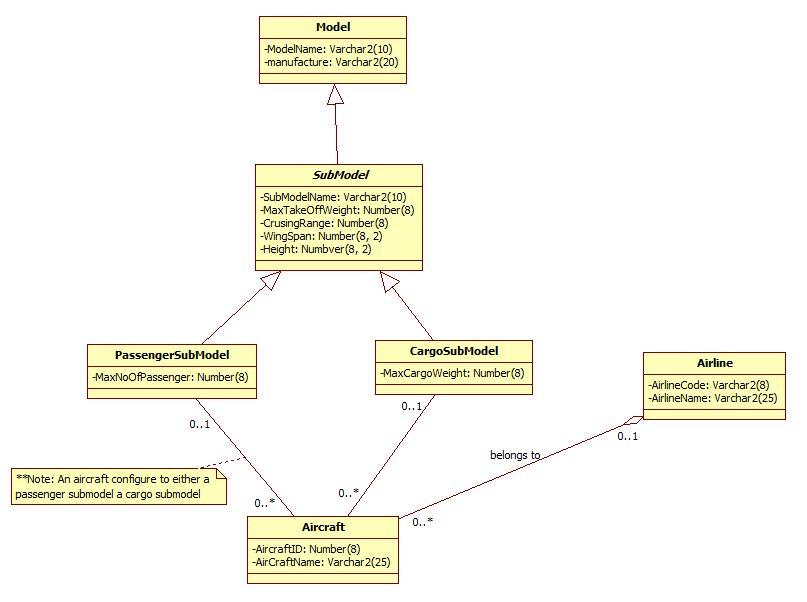 Model
-ModelName: Varchar2(10)
-manufacture: Varchar2(20)
SubModel
-SubModelName: Varchar2(10)
-MaxTakeOffWeight: Number(8)
-CrusingRange: Number(8)
-WingSpan: Number(8, 2)
-Height: Numbver(8, 2)
PassengerSubModel
-MaxNoOfPassenger: Number(8)
CargoSubModel
-MaxCargoWeight: Number(8)
Airline
-AirlineCode: Varchar2(8)
-AirlineName: Varchar2(25)
0..1
0..1
0..1
belongs to
**Note: An aircraft configure to either a
passenger submodel a cargo submodel
0..*
0..*
0..*
Aircraft
-AircraftID: Number(8)
-AirCraftName: Varchar2(25)